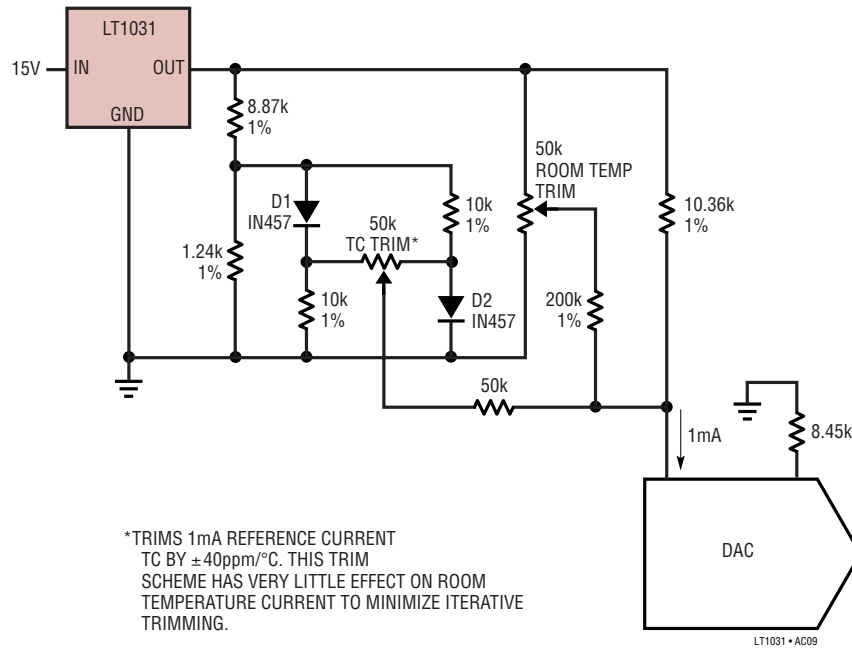 LT1031
15V
IN
OUT
GND
8.87k
1%
50k
ROOM TEMP
TRIM
D1
IN457
50k
TC TRIM*
10k
1%
10.36k
1%
1.24k
1%
10k
1%
D2
IN457
200k
1%
50k
1mA
8.45k
DAC
*TRIMS 1mA REFERENCE CURRENT
TC BY ±40ppm/°C. THIS TRIM
SCHEME HAS VERY LITTLE EFFECT ON ROOM
TEMPERATURE CURRENT TO MINIMIZE ITERATIVE
TRIMMING.
LT1031 • AC09